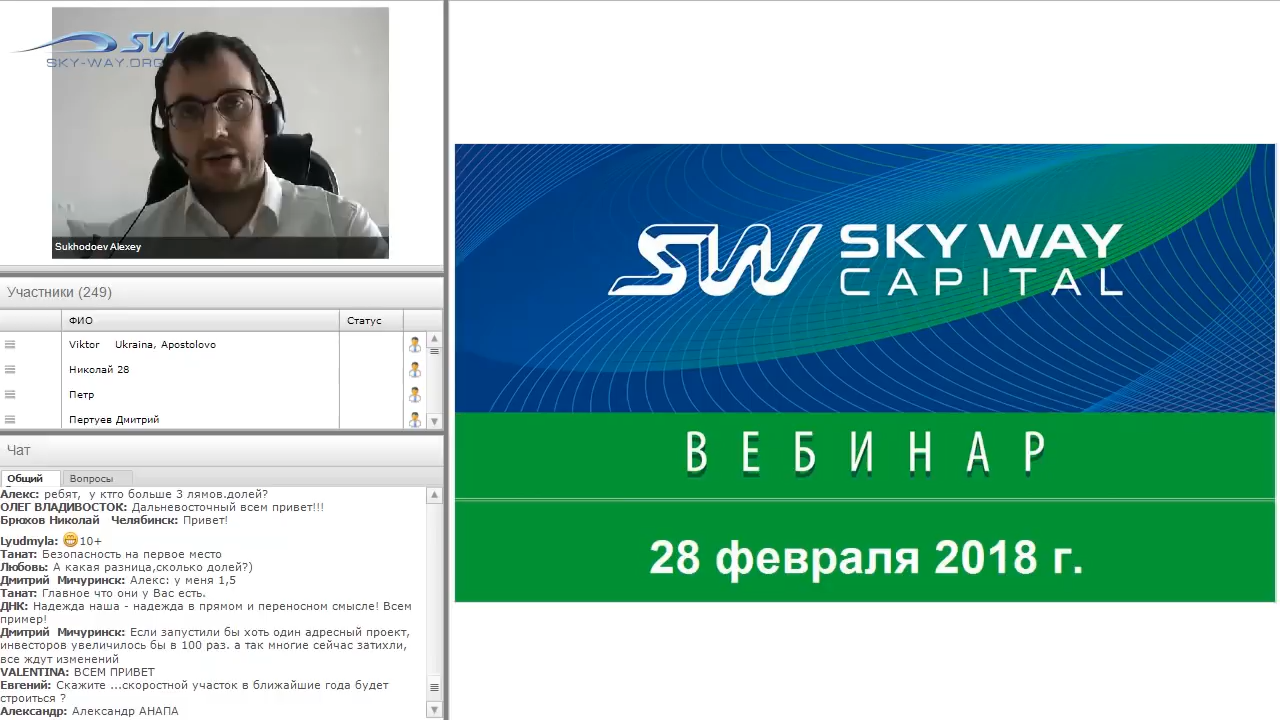 SW
SKY-WAY.ORG
Sukhodoev Alexey
Участники (249)
ФИО Статус
Viktor Ukraina, Apostolovo
Николай 28
Петр
Пертуев Дмитрий
Чат
Общий Вопросы
Алекс: ребят, у ктто больше 3 лямов.долей?
ОЛЕГ ВЛАДИВОСТОК: Дальневосточный всем привет!!!
Брюхов Николай Челябинск: Привет!
Lyudmyla: 10+
Танат: Безопасность на первое место
Любовь: А какая разница,сколько долей?)
Дмитрий Мичуринск: Алекс: у меня 1,5
Танат: Главное что они у Вас есть.
ДНК: Надежда наша - надежда в прямом и переносном смысле! Всем
пример!
Дмитрий Мичуринск: Если запустили бы хоть один адресный проект,
инвесторов увеличилось бы в 100 раз. а так многие сейчас затихли,
все ждут изменений
VALENTINA: ВСЕМ ПРИВЕТ
Евгений: Скажите ...скоростной участок в ближайшие года будет
строиться ?
Александр: Александр АНАПА
SW SKY WAY
CAPITAL
ВЕБИНАР
28 февраля 2018 г.